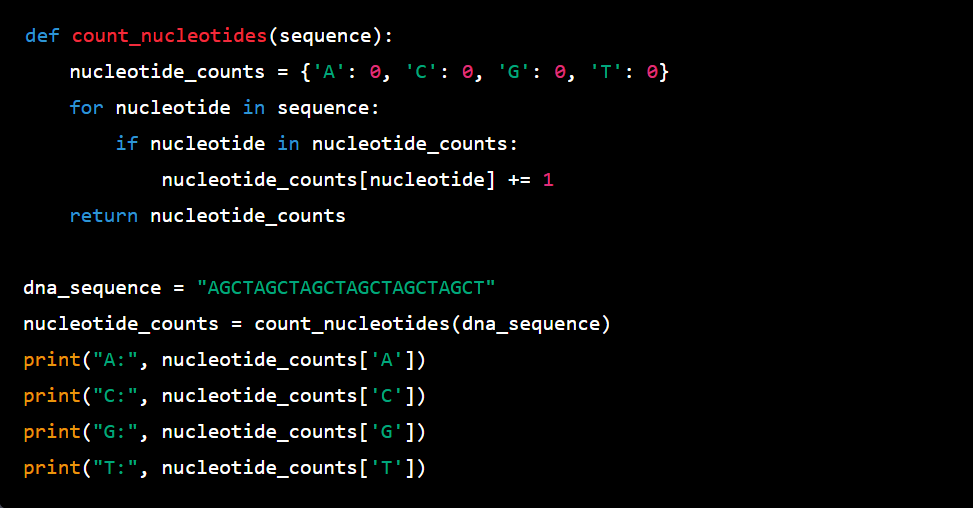 def count_nucleotides(sequence):
    nucleotide_counts = {'A': 0, 'C': 0, 'G': 0, 'T': 0}
    for nucleotide in sequence:
        if nucleotide in nucleotide_counts:
            nucleotide_counts[nucleotide] += 1
    return nucleotide_counts

dna_sequence = "AGCTAGCTAGCTAGCTAGCTAGCT"
nucleotide_counts = count_nucleotides(dna_sequence)
print("A:", nucleotide_counts['A'])
print("C:", nucleotide_counts['C'])
print("G:", nucleotide_counts['G'])
print("T:", nucleotide_counts['T'])